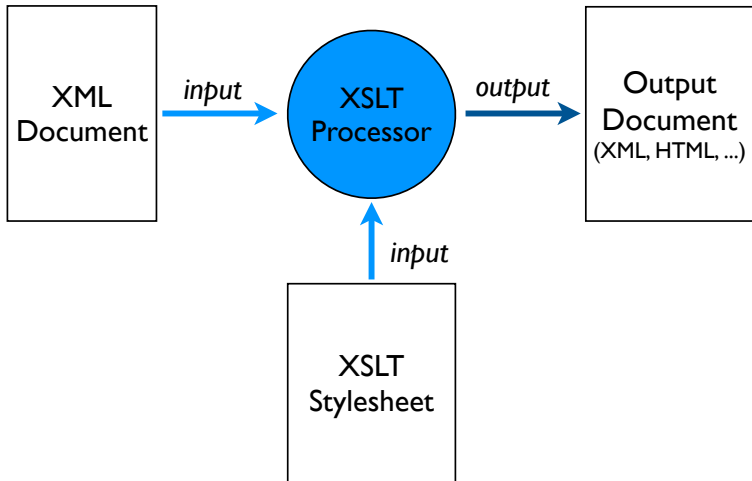 XML
Document
input
XSLT
Processor
output
Output
Document
(XML, HTML, ...)
input
XSLT
Stylesheet